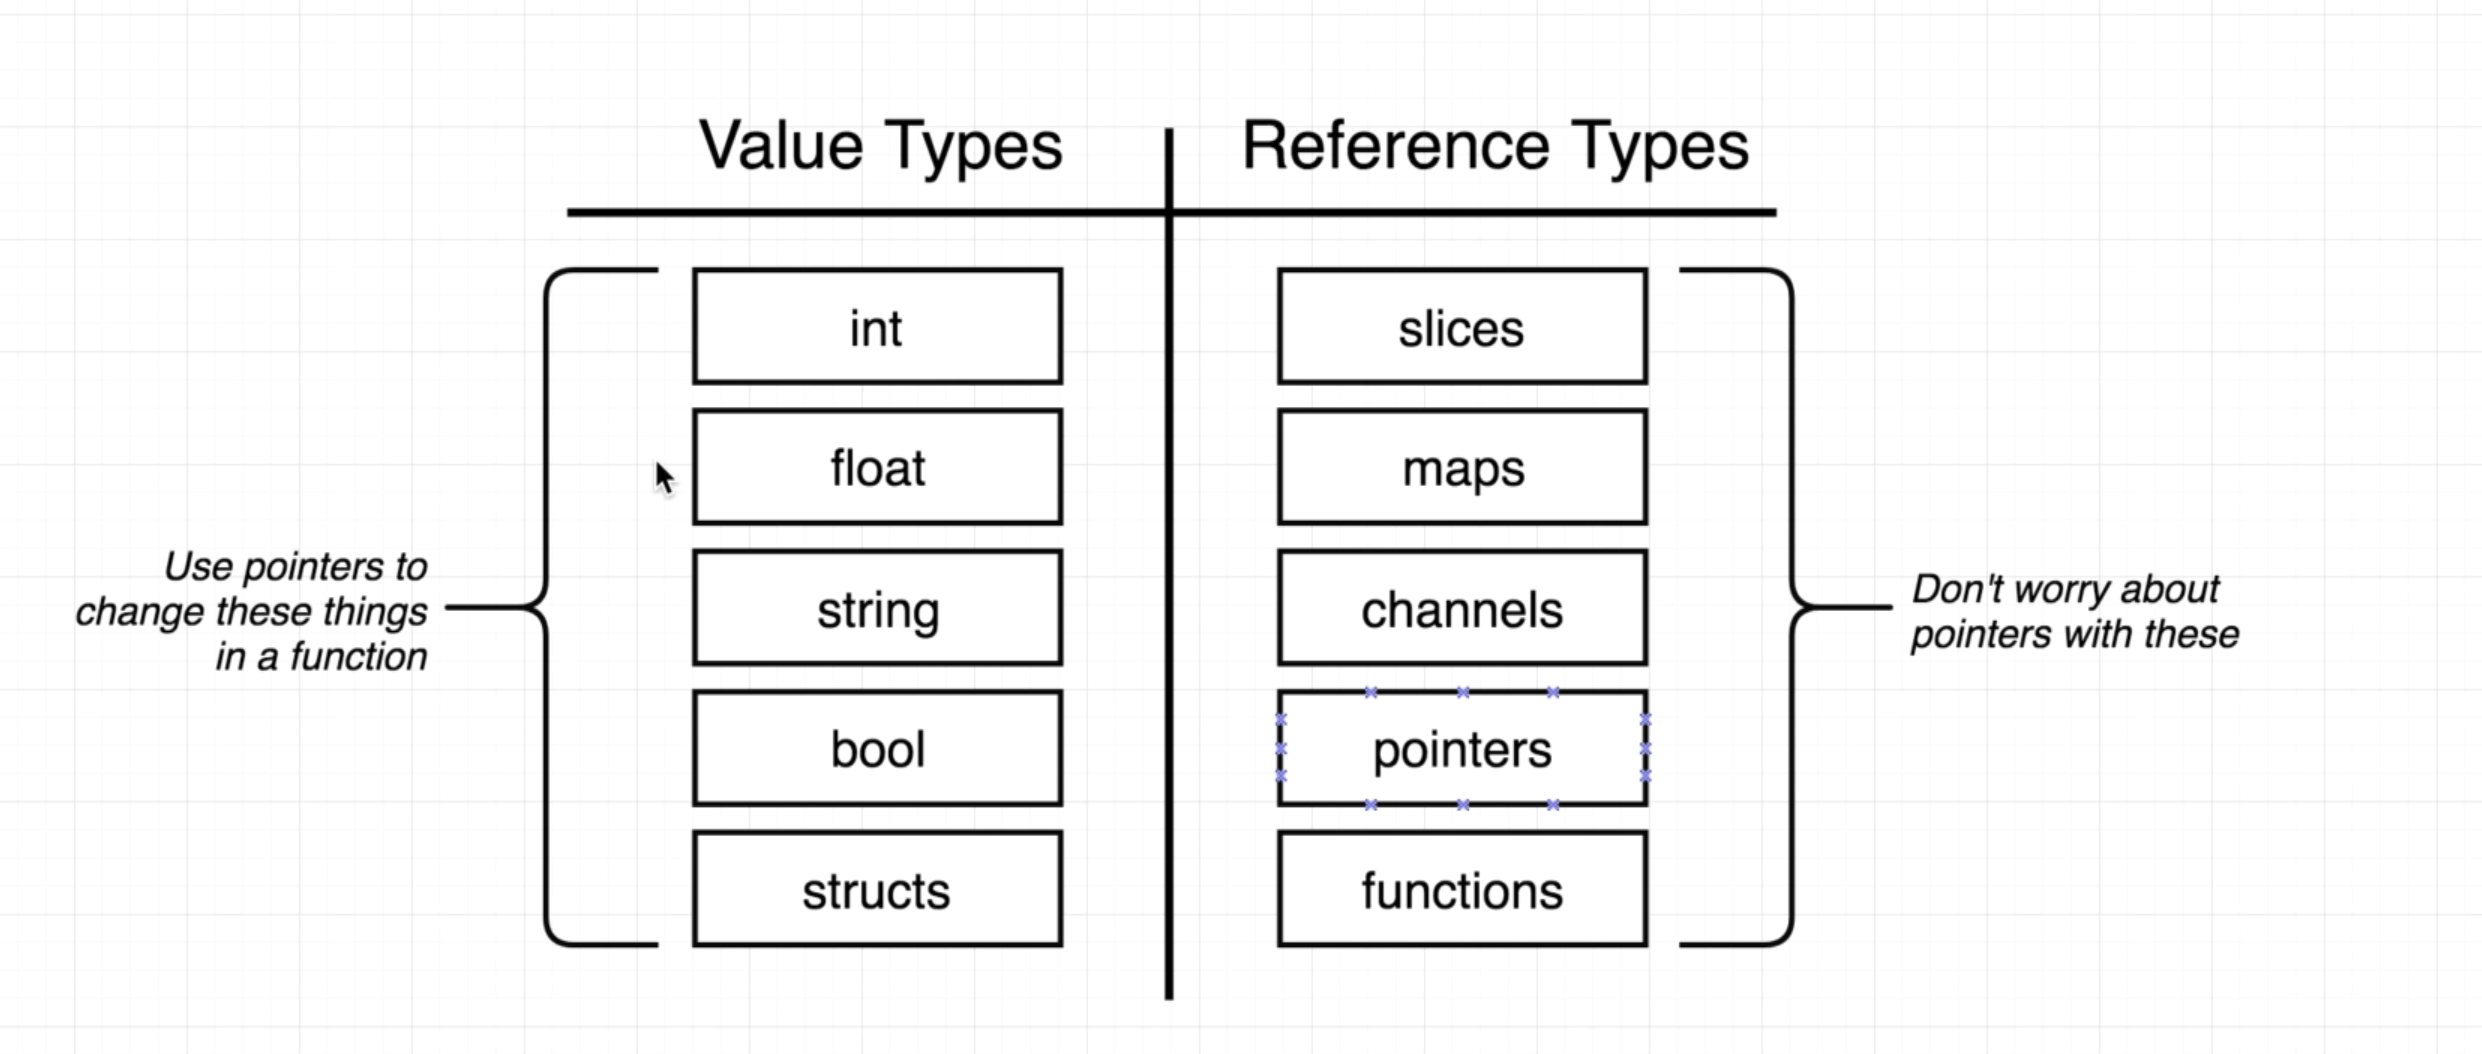 Value Types
Reference Types
int
float
string
bool
structs
slices
maps
channels
pointers
functions
Use pointers to
change these things
in a function
Don't worry about
pointers with these